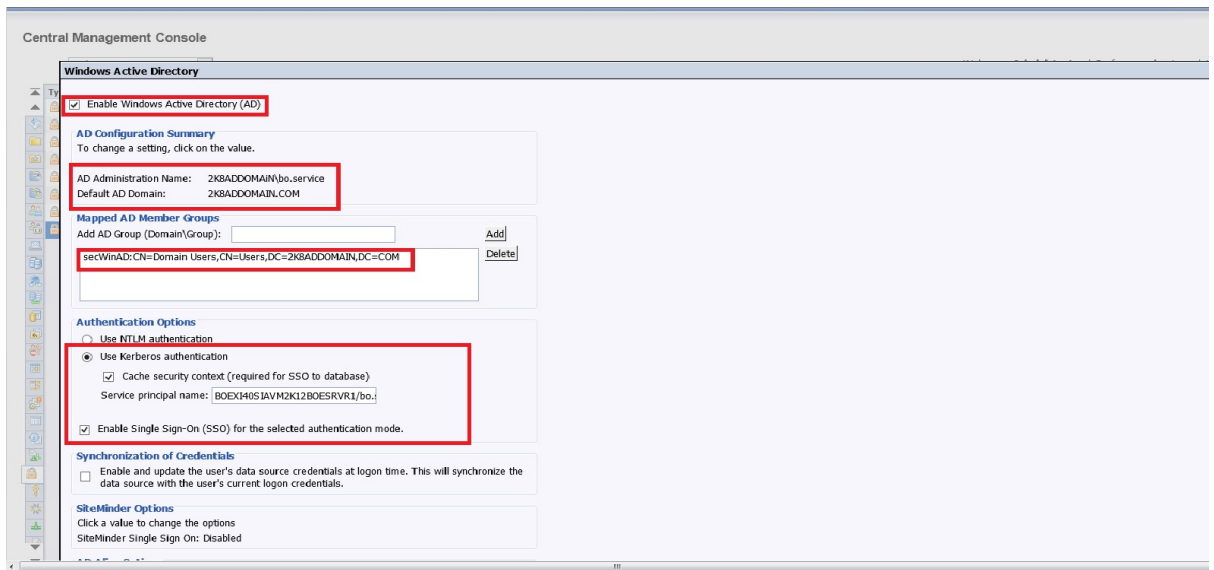 Central Management Console
Windows Active Directory
Ty
Enable Windows Active Directory (AD)
AD Configuration Summary
To change a setting, click on the value.
AD Administration Name: 2K8ADDOMAiN\bo.service
Default AD Domain: 2K8ADDOMAIN.COM
Mapped AD Member Groups
Add AD Group (Domain\Group):
Add
secWinAD:CN=Domain Users,CN=Users,DC=2K8ADDOMAIN,DC=COM
Delete
Authentication Options
Use NTLM authentication
Use Kerberos authentication
Cache security context (required for SSO to database)
Service principal name: BOEXI40SIAVM2K12BOESRVR1/bo.s
Enable Single Sign-On (SSO) for the selected authentication mode.
Synchronization of Credentials
Enable and update the user's data source credentials at logon time. This will synchronize the
data source with the user's current logon credentials.
SiteMinder Options
Click a value to change the options
SiteMinder Single Sign On: Disabled